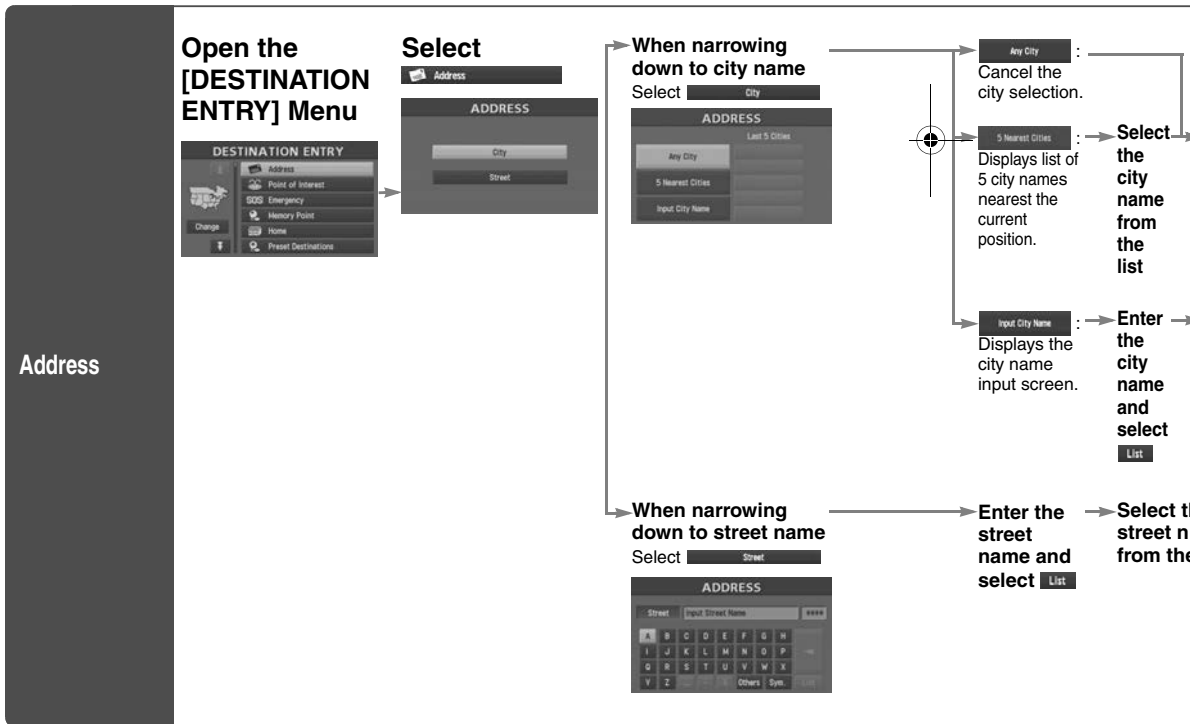 Address
Open the
[DESTINATION
ENTRY] Menu
DESTINATION ENTRY
Address
Point of Interest
SOS Emergency
Memory Point
Change
Home
Preset Destinations
Select
Address
ADDRESS
City
Street
When narrowing
down to city name
Select City
ADDRESS
Last 5 Cities
Any City
5 Nearest Cities
Input City Name
Any City :
Cancel the
city selection.
5 Nearest Cities :
Displays list of
5 city names
nearest the
current
position.
Select
the
city
name
from
the
list
Input City Name :
Displays the
city name
input screen.
Enter
the
city
name
and
select
List
When narrowing
down to street name
Select Street
ADDRESS
Street Input Street Name ****
A B C D E F G H
I J K L M N O P
Q R S T U V W X
Y Z Others Sym. List
Enter the
street
name and
select List
Select t
street n
from the